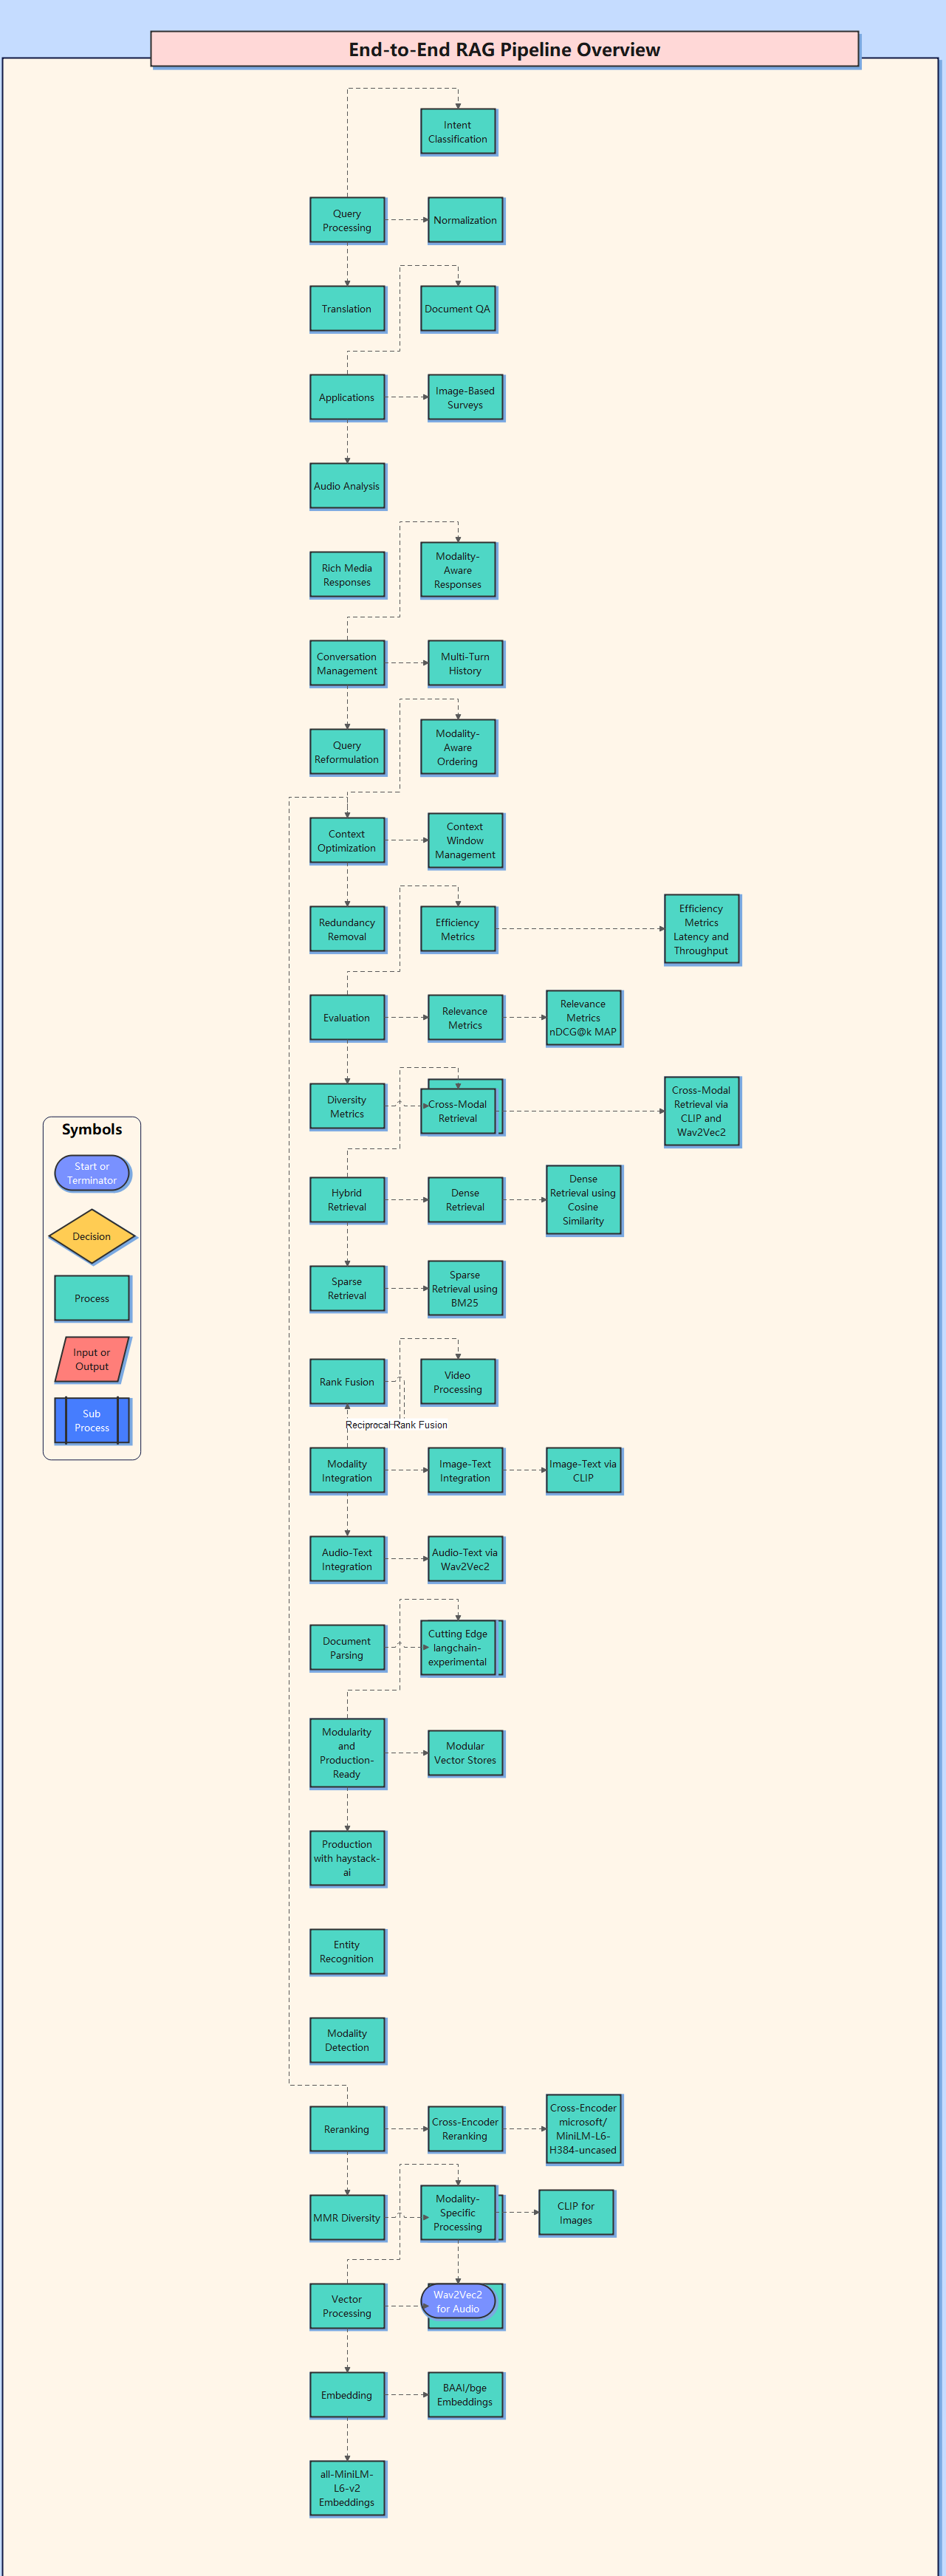 End-to-End RAG Pipeline Overview
Intent
Classification
Query
Processing
Normalization
Translation
Document QA
Applications
Image-Based
Surveys
Audio Analysis
Rich Media
Responses
Modality-
Aware
Responses
Conversation
Management
Multi-Turn
History
Query
Reformulation
Modality-
Aware
Ordering
Context
Optimization
Context
Window
Management
Redundancy
Removal
Efficiency
Metrics
Efficiency
Metrics
Latency and
Throughput
Evaluation
Relevance
Metrics
Relevance
Metrics
nDCG@k MAP
Diversity
Metrics
Cross-Modal
Retrieval
Cross-Modal
Retrieval via
CLIP and
Wav2Vec2
Symbols
Start or
Terminator
Decision
Process
Input or
Output
Sub
Process
Hybrid
Retrieval
Dense
Retrieval
Dense
Retrieval using
Cosine
Similarity
Sparse
Retrieval
Sparse
Retrieval using
BM25
Rank Fusion
Video
Processing
Reciprocal Rank Fusion
Modality
Integration
Image-Text
Integration
Image-Text via
CLIP
Audio-Text
Integration
Audio-Text via
Wav2Vec2
Document
Parsing
Cutting Edge
langchain-
experimental
Modularity
and
Production-
Ready
Modular
Vector Stores
Production
with haystack-
ai
Entity
Recognition
Modality
Detection
Reranking
Cross-Encoder
Reranking
Cross-Encoder
microsoft/
MiniLM-L6-
H384-uncased
MMR Diversity
Modality-
Specific
Processing
CLIP for
Images
Vector
Processing
Wav2Vec2
for Audio
Embedding
BAAI/bge
Embeddings
all-MiniLM-
L6-v2
Embeddings